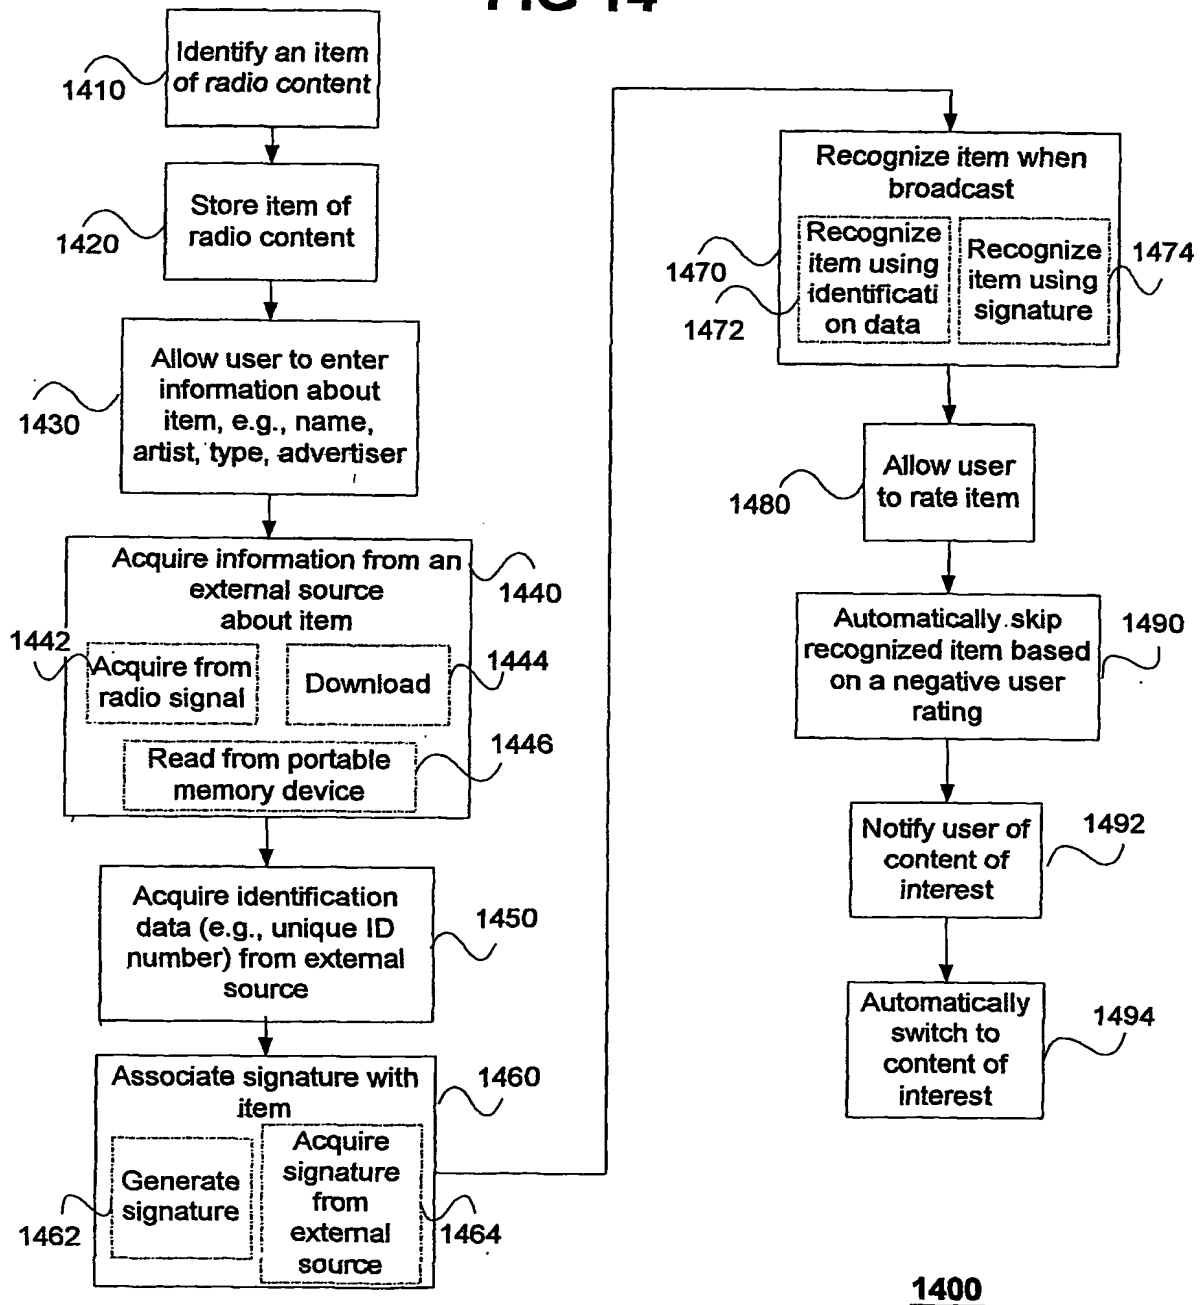 FIG 14
Identify an item
of radio content
1410
Store item of
radio content
1420
Allow user to enter
information about
item, e.g., name,
artist, type, advertiser
1430
Acquire information from an
external source
about item
1440
1442
Acquire from
radio signal
Download
1444
Read from portable
memory device
1446
Acquire identification
data (e.g., unique ID
number) from external
source
1450
Associate signature with
item
1460
Generate
signature
1462
Acquire
signature
from
external
source
1464
Recognize item when
broadcast
1470
Recognize
item using
identificati
on data
1472
Recognize
item using
signature
1474
Allow user
to rate item
1480
Automatically skip
recognized item based
on a negative user
rating
1490
Notify user of
content of
interest
1492
Automatically
switch to
content of
interest
1494
1400